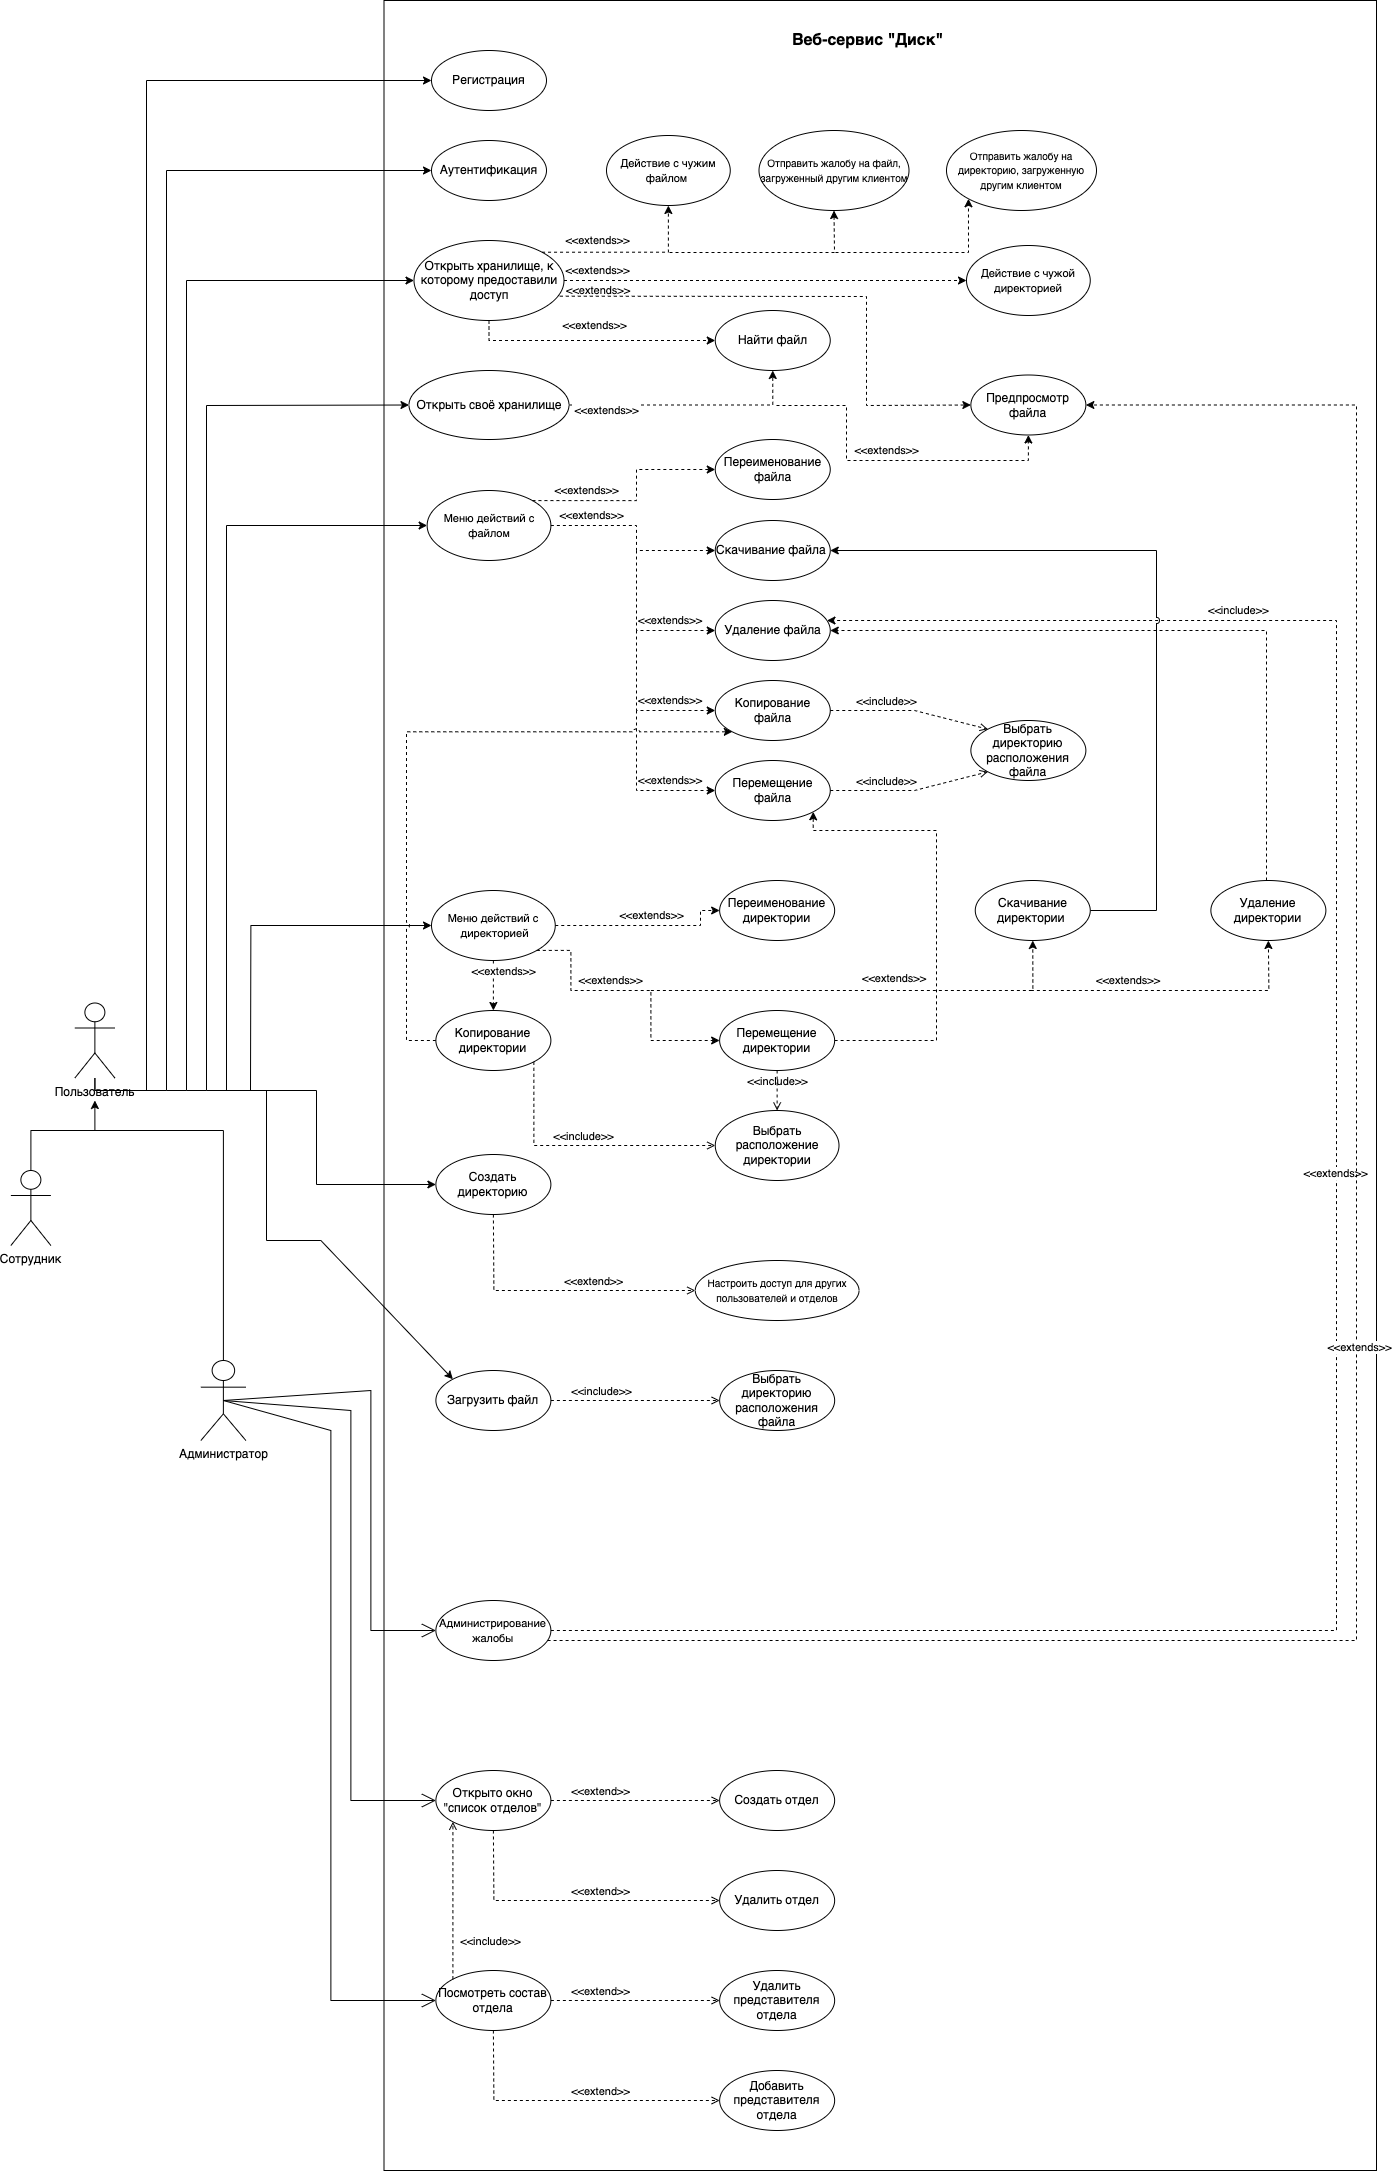 Веб-сервис "Диск"
Регистрация
Аутентификация
Действие с чужим
файлом
Отправить жалобу на файл,
загруженный другим клиентом
Отправить жалобу на
директорию, загруженную
другим клиентом
<<extends>>
Открыть хранилище, к
которому предоставили
доступ
<<extends>>
<<extends>>
Действие с чужой
директорией
<<extends>>
Найти файл
Открыть своё хранилище
<<extends>>
Предпросмотр
файла
<<extends>>
Переименование
файла
<<extends>>
Меню действий с
файлом
<<extends>>
Скачивание файла
<<include>>
<<extends>>
Удаление файла
<<extends>>
Копирование
файла
<<include>>
Выбрать
директорию
расположения
файла
<<extends>>
Перемещение
файла
<<include>>
Меню действий с
директорией
<<extends>>
Переименование
директории
Скачивание
директории
Удаление
директории
<<extends>>
<<extends>>
<<extends>>
<<extends>>
Копирование
директории
Перемещение
директории
<<include>>
Пользователь
<<include>>
Выбрать
расположение
директории
Создать
директорию
<<extends>>
Сотрудник
<<extend>>
Настроить доступ для других
пользователей и отделов
<<extends>>
Загрузить файл
<<include>>
Выбрать
директорию
расположения
файла
Администратор
Администрирование
жалобы
Открыто окно
"список отделов"
<<extend>>
Создать отдел
<<extend>>
Удалить отдел
<<include>>
Посмотреть состав
отдела
<<extend>>
Удалить
представителя
отдела
<<extend>>
Добавить
представителя
отдела